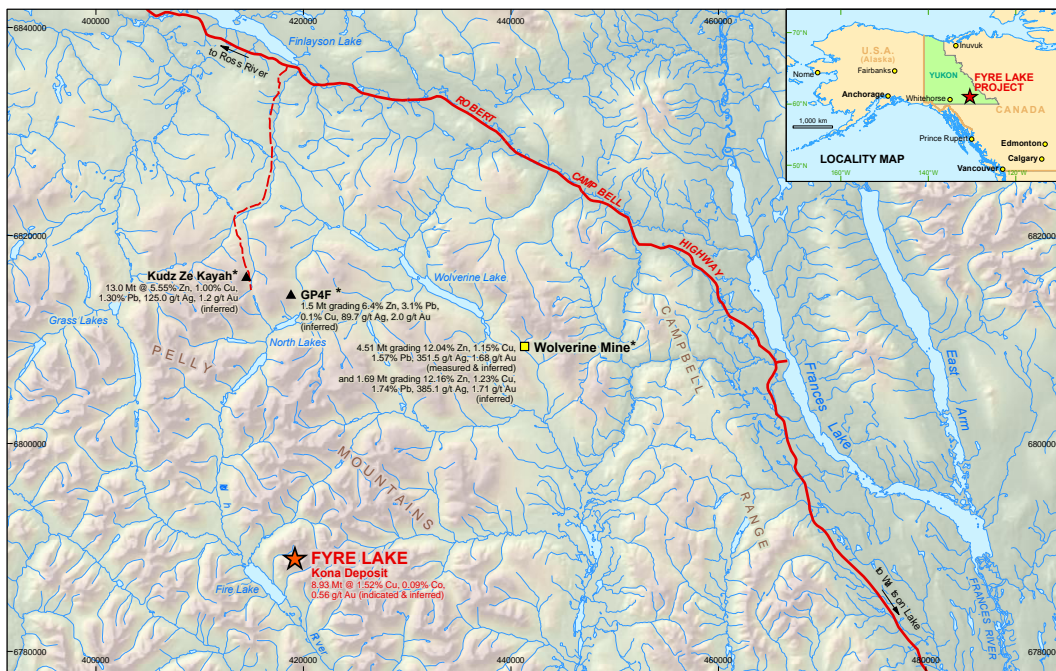 400000
420000
440000
460000
6840000
Finlayson Lake
to Ross River
ROBERT
CAMPBELL
HIGHWAY
70°N
60°N
50°N
160°W
140°W
120°W
U.S.A.
(Alaska)
Inuvuk
Nome
Fairbanks
YUKON
FYRE LAKE
PROJECT
Anchorage
Whitehorse
CANADA
1,000 km
Prince Rupert
Edmonton
Calgary
Vancouver
LOCALITY MAP
6820000
6820000
Kudz Ze Kayah*
13.0 Mt @ 5.55% Zn, 1.00% Cu,
1.30% Pb, 125.0 g/t Ag, 1.2 g/t Au
(inferred)
GP4F *
1.5 Mt grading 6.4% Zn, 3.1% Pb,
0.1% Cu, 89.7 g/t Ag, 2.0 g/t Au
(inferred)
Wolverine Lake
Grass Lakes
North Lakes
Wolverine Mine*
4.51 Mt grading 12.04% Zn, 1.15% Cu,
1.57% Pb, 351.5 g/t Ag, 1.68 g/t Au
(measured & inferred)
and 1.69 Mt grading 12.16% Zn, 1.23% Cu,
1.74% Pb, 385.1 g/t Ag, 1.71 g/t Au
(inferred)
PELLY
MOUNTAINS
CAMPBELL
RANGE
Frances
Lake
East
Arm
6800000
6800000
FYRE LAKE
Kona Deposit
8.93 Mt @ 1.52% Cu, 0.09% Co,
0.56 g/t Au (indicated & inferred)
Fire Lake
River
to Watson Lake
FRANCES RIVER
6780000
6780000
400000
420000
440000
460000
480000